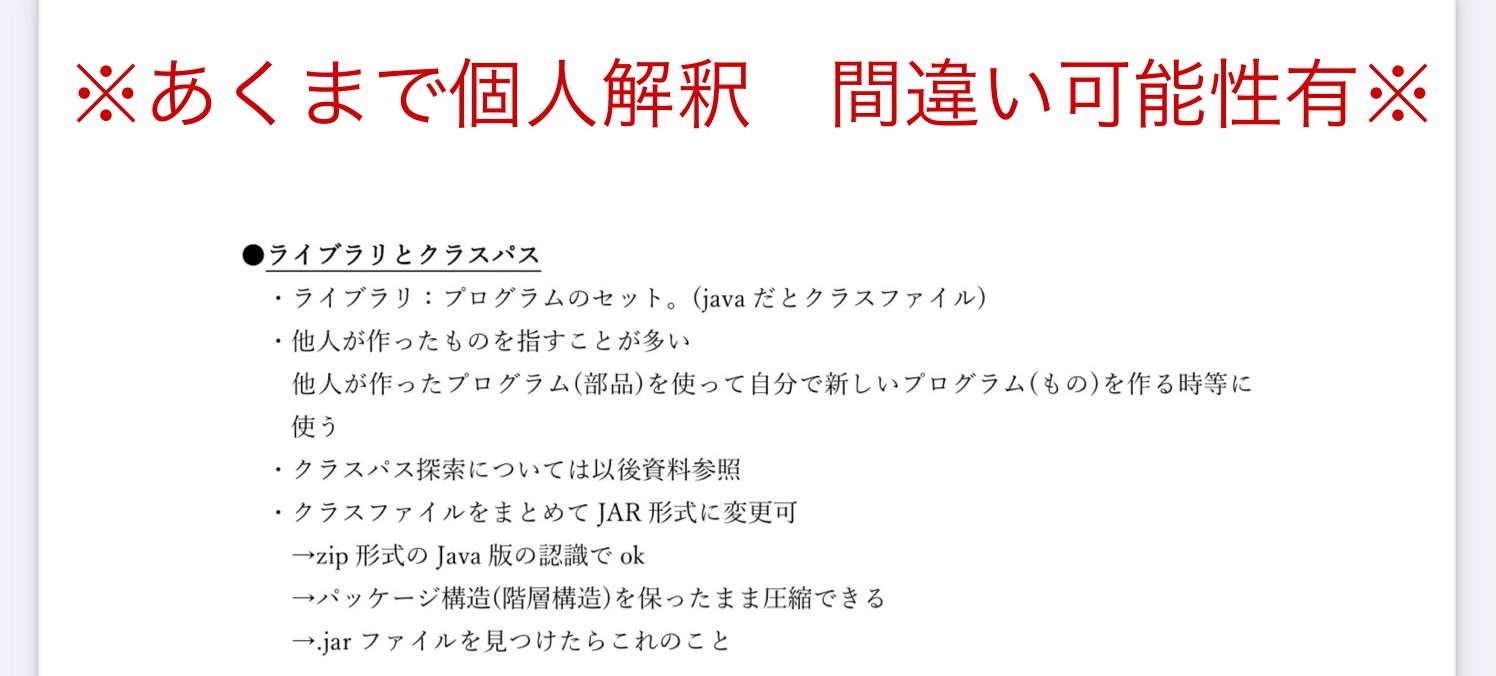 ※あくまで個人解釈　間違い可能性有※
●ライブラリとクラスパス
・ライブラリ：プログラムのセット。(java だとクラスファイル)
・他人が作ったものを指すことが多い
他人が作ったプログラム(部品)を使って自分で新しいプログラム(もの)を作る時等に
使う
・クラスパス探索については以後資料参照
・クラスファイルをまとめて JAR 形式に変更可
→zip 形式の Java 版の認識で ok
→パッケージ構造(階層構造)を保ったまま圧縮できる
→.jar ファイルを見つけたらこれのこと